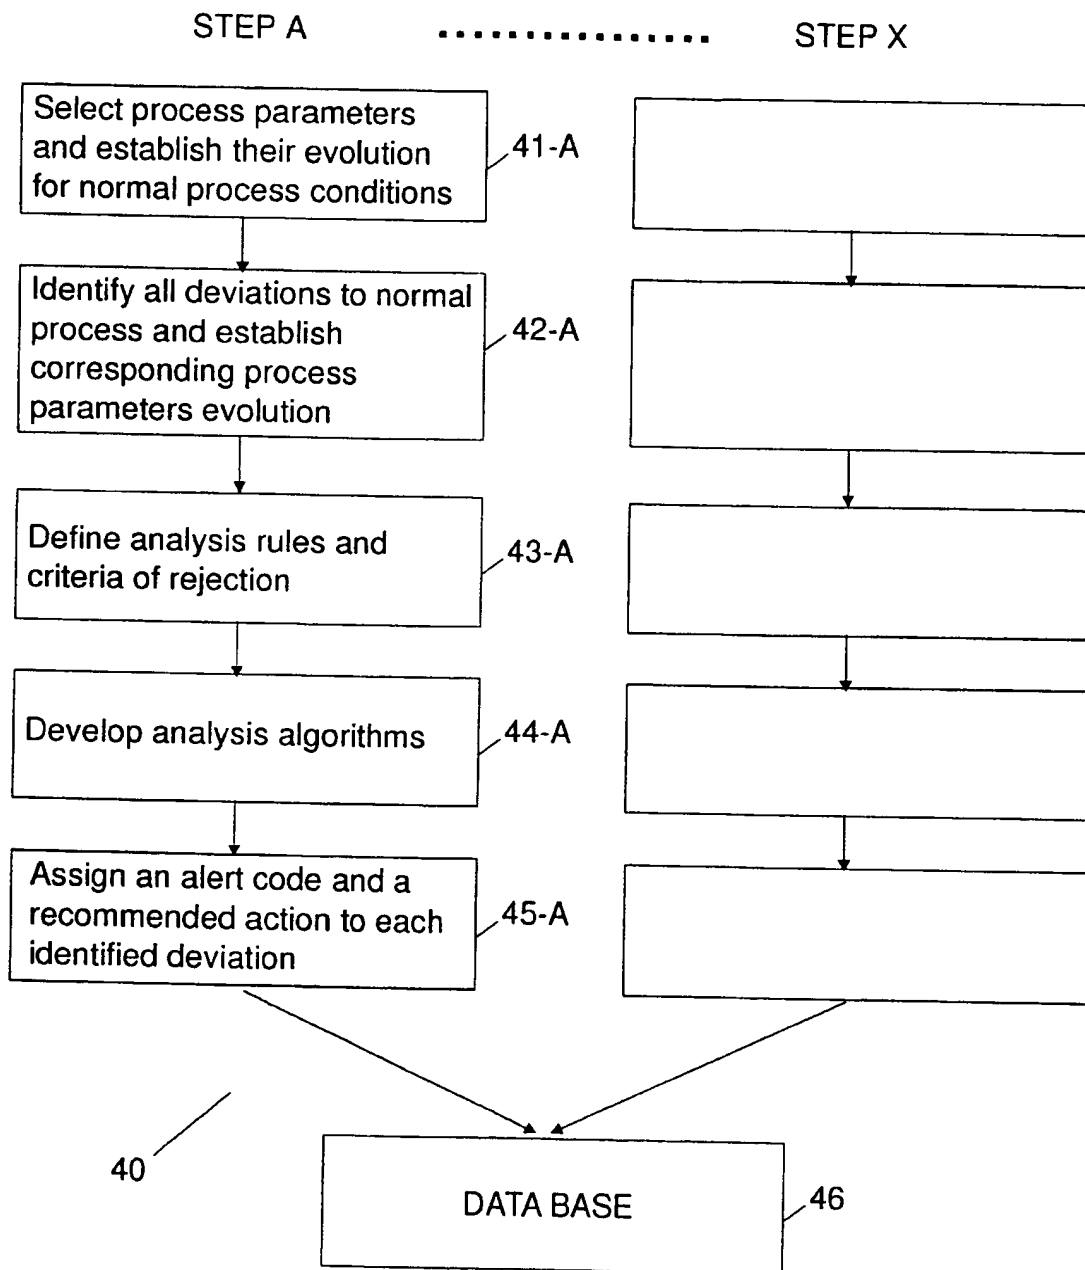 STEP A ............... STEP X
Select process parameters
and establish their evolution
for normal process conditions
41-A
Identify all deviations to normal
process and establish
corresponding process
parameters evolution
42-A
Define analysis rules and
criteria of rejection
43-A
Develop analysis algorithms
44-A
Assign an alert code and a
recommended action to each
identified deviation
45-A
40
DATA BASE
46